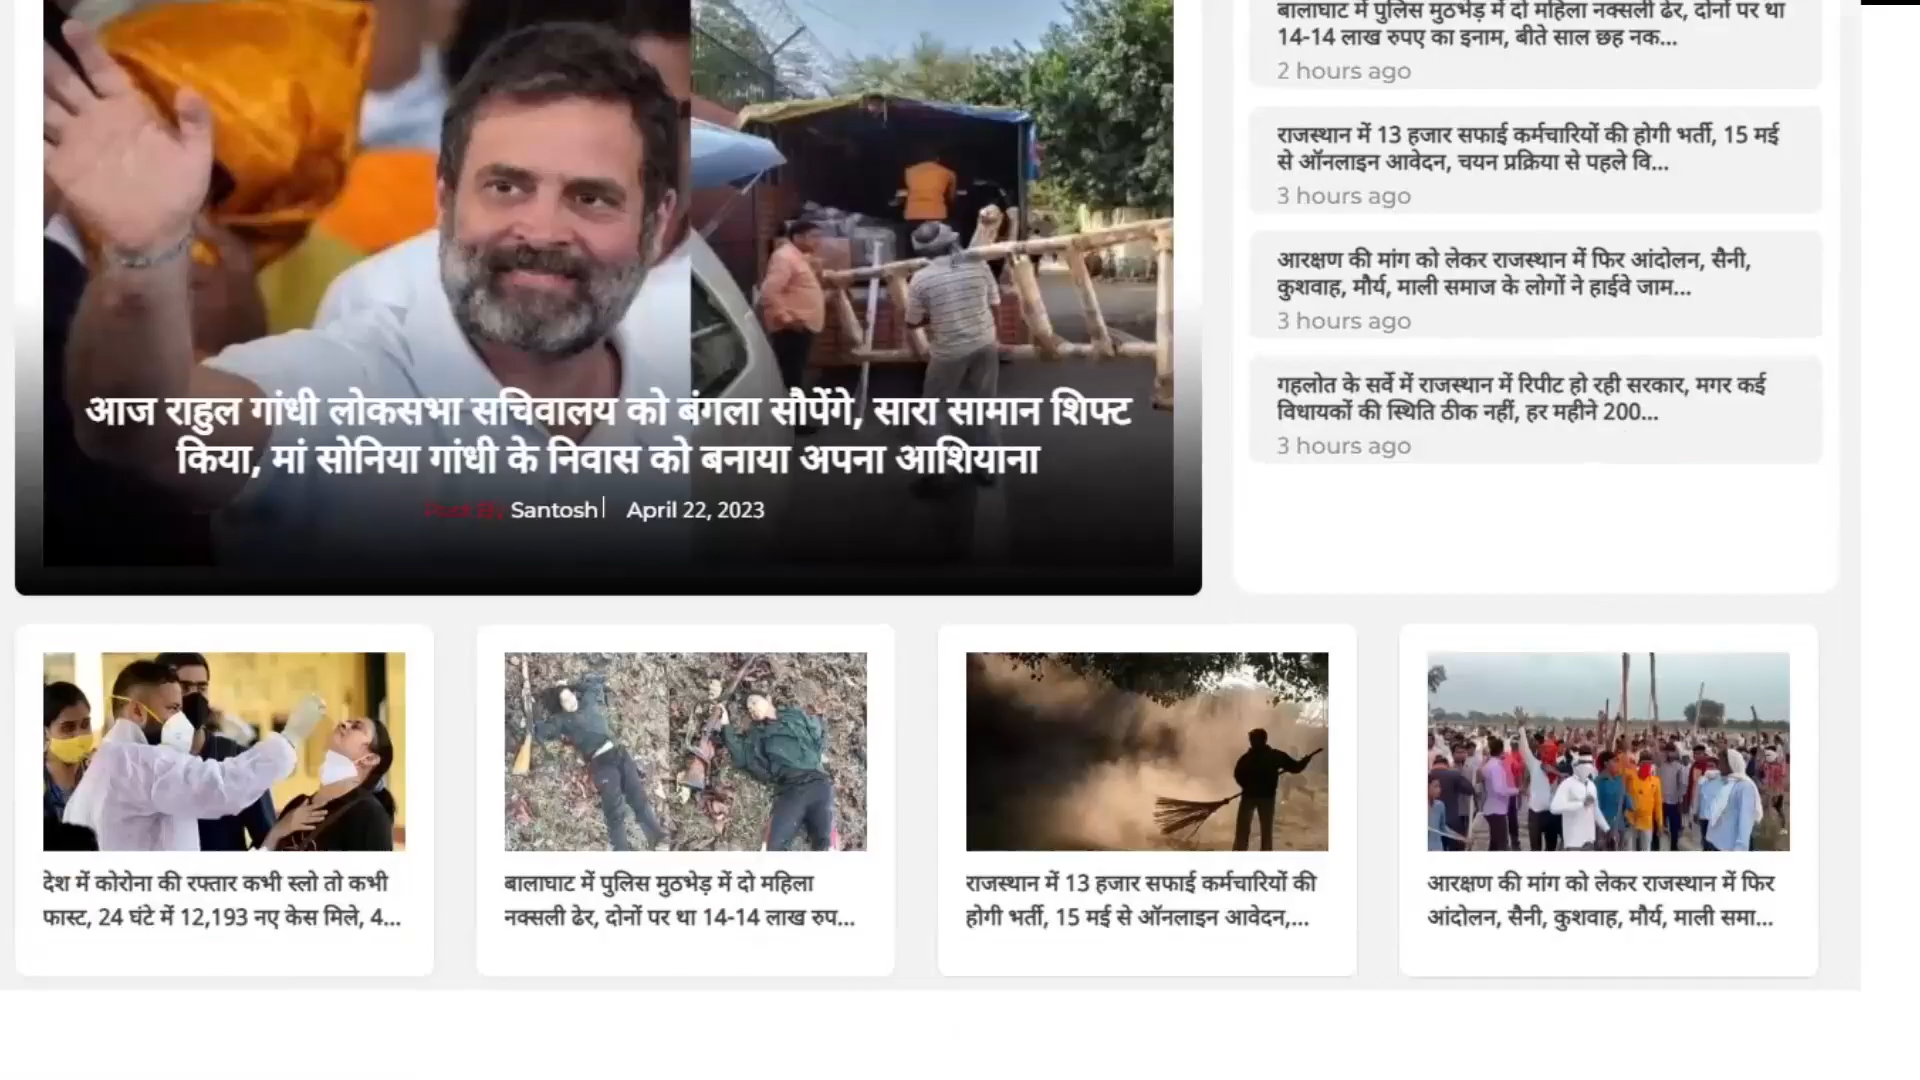 बालाघाट में पुलिस मुठभेड़ में दो महिला नक्सली ढेर, दोनों पर था
14-14 लाख रुपए का इनाम, बीते साल छह नक...
2 hours ago
राजस्थान में 13 हजार सफाई कर्मचारियों की होगी भर्ती, 15 मई
से ऑनलाइन आवेदन, चयन प्रक्रिया से पहले वि...
3 hours ago
आरक्षण की मांग को लेकर राजस्थान में फिर आंदोलन, सैनी,
कुशवाह, मौर्य, माली समाज के लोगों ने हाईवे जाम...
3 hours ago
गहलोत के सर्वे में राजस्थान में रिपीट हो रही सरकार, मगर कई
विधायकों की स्थिति ठीक नहीं, हर महीने 200...
3 hours ago
आज राहुल गांधी लोकसभा सचिवालय को बंगला सौपेंगे, सारा सामान शिफ्ट
किया, मां सोनिया गांधी के निवास को बनाया अपना आशियाना
Post By Santosh | April 22, 2023
देश में कोरोना की रफ्तार कभी स्लो तो कभी
फास्ट, 24 घंटे में 12,193 नए केस मिले, 4...
बालाघाट में पुलिस मुठभेड़ में दो महिला
नक्सली ढेर, दोनों पर था 14-14 लाख रुप...
राजस्थान में 13 हजार सफाई कर्मचारियों की
होगी भर्ती, 15 मई से ऑनलाइन आवेदन,...
आरक्षण की मांग को लेकर राजस्थान में फिर
आंदोलन, सैनी, कुशवाह, मौर्य, माली समा...